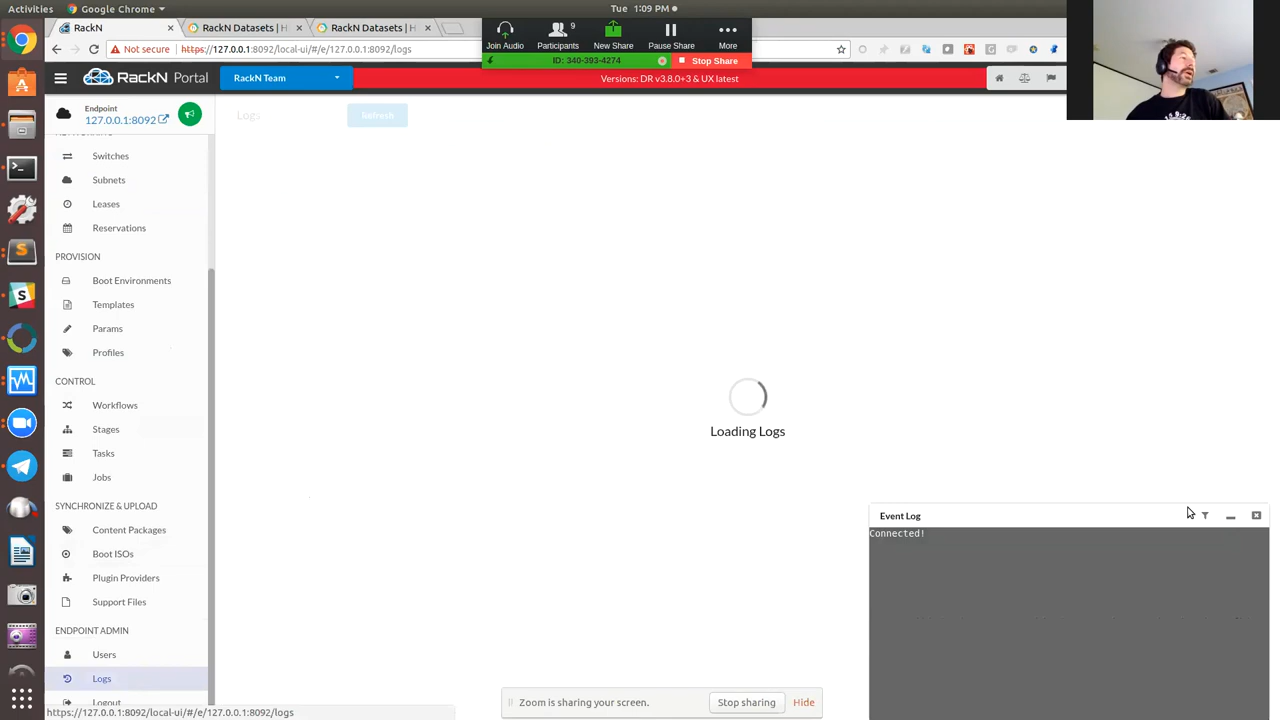 Activities
Google Chrome
Tue 1:09 PM
RackN
RackN Datasets | H
RackN Datasets | H
Join Audio
Participants
9
New Share
Pause Share
More
ID: 340-393-4274
Stop Share
Not secure
https://127.0.0.1:8092/local-ui/#/e/127.0.0.1:8092/logs
RackN Portal
RackN Team
Versions: DR v3.8.0+3 & UX latest
Endpoint
127.0.0.1:8092
Logs
Refresh
NETWORKING
Switches
Subnets
Leases
Reservations
PROVISION
Boot Environments
Templates
Params
Profiles
CONTROL
Workflows
Stages
Tasks
Jobs
SYNCHRONIZE & UPLOAD
Content Packages
Boot ISOs
Plugin Providers
Support Files
ENDPOINT ADMIN
Users
Logs
Logout
Loading Logs
Event Log
Connected!
Zoom is sharing your screen.
Stop sharing
Hide
https://127.0.0.1:8092/local-ui/#/e/127.0.0.1:8092/logs